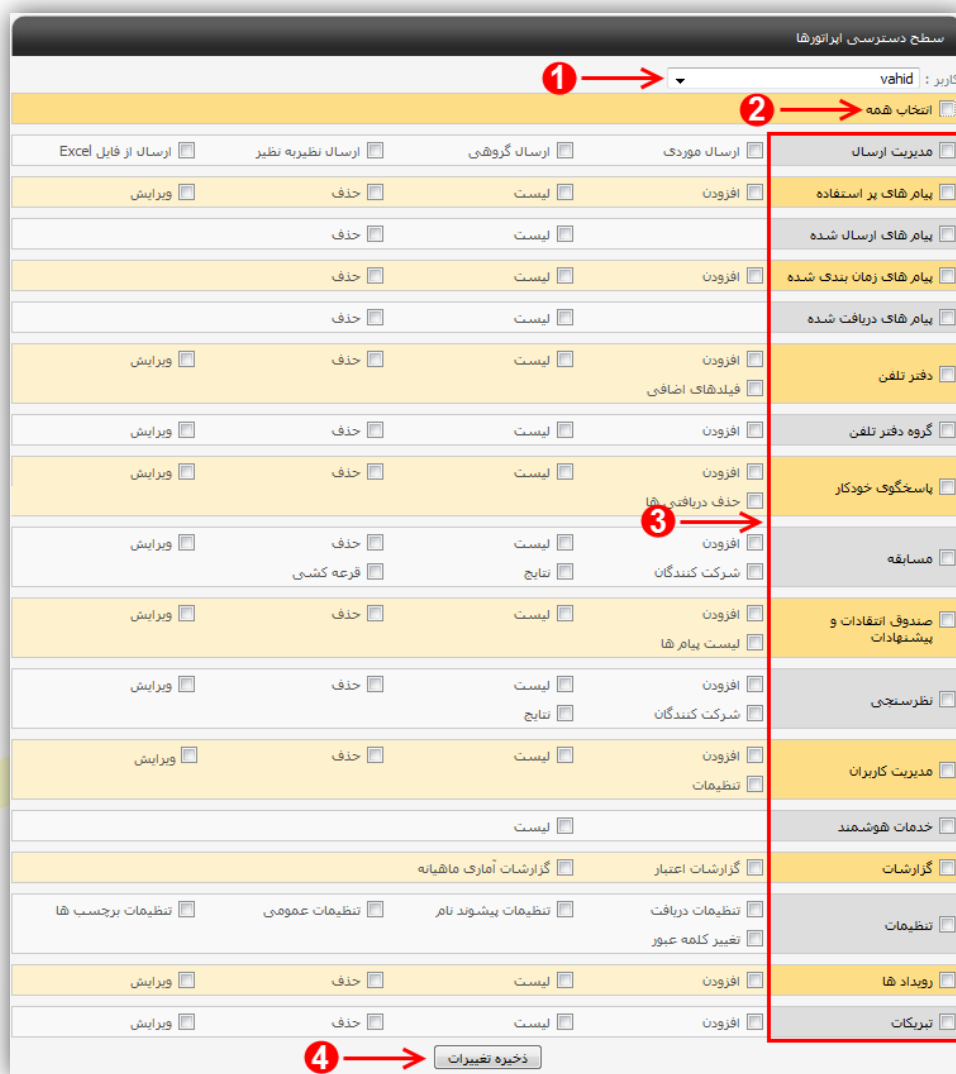 سطح دسترسی اپراتورها
کاربر : vahid
1
انتخاب همه
2
مدیریت ارسال ارسال موردی ارسال گروهی ارسال نظیربه نظیر ارسال از فایل Excel
پیام های پر استفاده افزودن لیست حذف ویرایش
پیام های ارسال شده لیست حذف
پیام های زمان بندی شده افزودن لیست حذف
پیام های دریافت شده لیست حذف
دفتر تلفن افزودن لیست حذف ویرایش
فیلدهای اضافی
گروه دفتر تلفن افزودن لیست حذف ویرایش
پاسخگوی خودکار افزودن لیست حذف ویرایش
حذف دریافتی ها
3
مسابقه افزودن لیست حذف ویرایش
شرکت کنندگان نتایج قرعه کشی
صندوق انتقادات و افزودن لیست حذف ویرایش
پیشنهادات لیست پیام ها
نظرسنجی افزودن لیست حذف ویرایش
شرکت کنندگان نتایج
مدیریت کاربران افزودن لیست حذف ویرایش
تنظیمات
خدمات هوشمند لیست
گزارشات گزارشات اعتبار گزارشات آماری ماهیانه
تنظیمات تنظیمات دریافت تنظیمات پیشوند نام تنظیمات عمومی تنظیمات برچسب ها
تغییر کلمه عبور
رویداد ها افزودن لیست حذف ویرایش
تبریکات افزودن لیست حذف ویرایش
ذخیره تغییرات
4